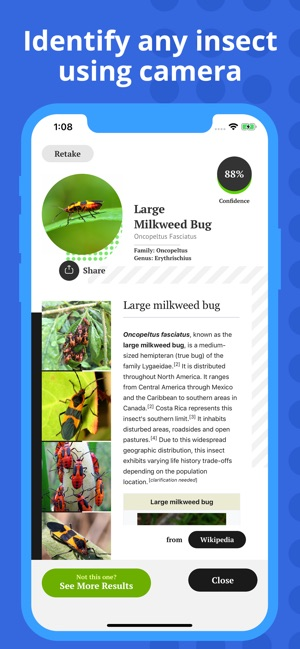 Identify any insect
using camera
1:08
Retake
88%
Confidence
Large
Milkweed Bug
Oncopeltus Fasciatus
Family: Oncopeltus
Genus: Erythrischius
Share
Large milkweed bug
Oncopeltus fasciatus, known as the
large milkweed bug, is a medium-
sized hemipteran (true bug) of the
family Lygaeidae.[2] It is distributed
throughout North America. It ranges
from Central America through Mexico
and the Caribbean to southern areas in
Canada.[2] Costa Rica represents this
insect's southern limit.[3] It inhabits
disturbed areas, roadsides and open
pastures.[4] Due to this widespread
geographic distribution, this insect
exhibits varying life history trade-offs
depending on the population
location.[clarification needed]
Large milkweed bug
from Wikipedia
Not this one?
See More Results
Close